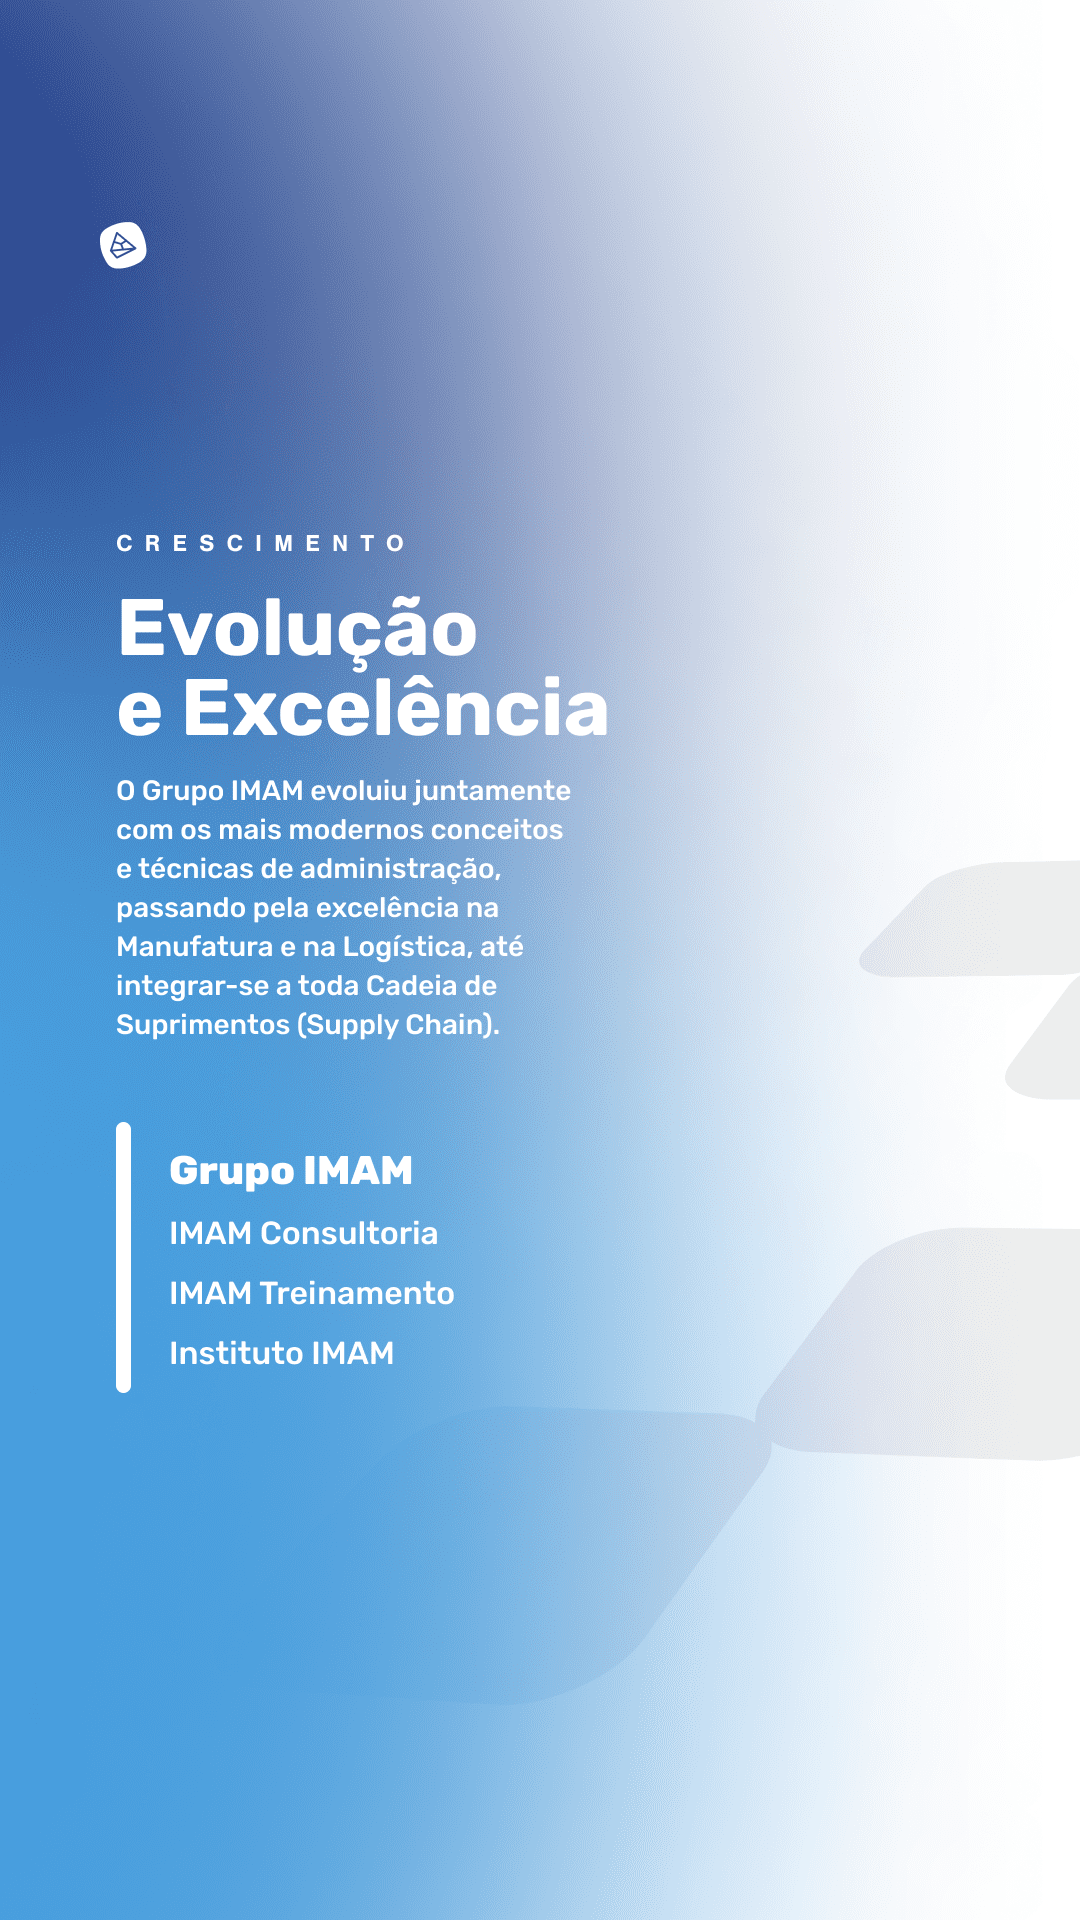 CRESCIMENTO
Evolução
e Excelência
O Grupo IMAM evoluiu juntamente
com os mais modernos conceitos
e técnicas de administração,
passando pela excelência na
Manufatura e na Logística, até
integrar-se a toda Cadeia de
Suprimentos (Supply Chain).
Grupo IMAM
IMAM Consultoria
IMAM Treinamento
Instituto IMAM